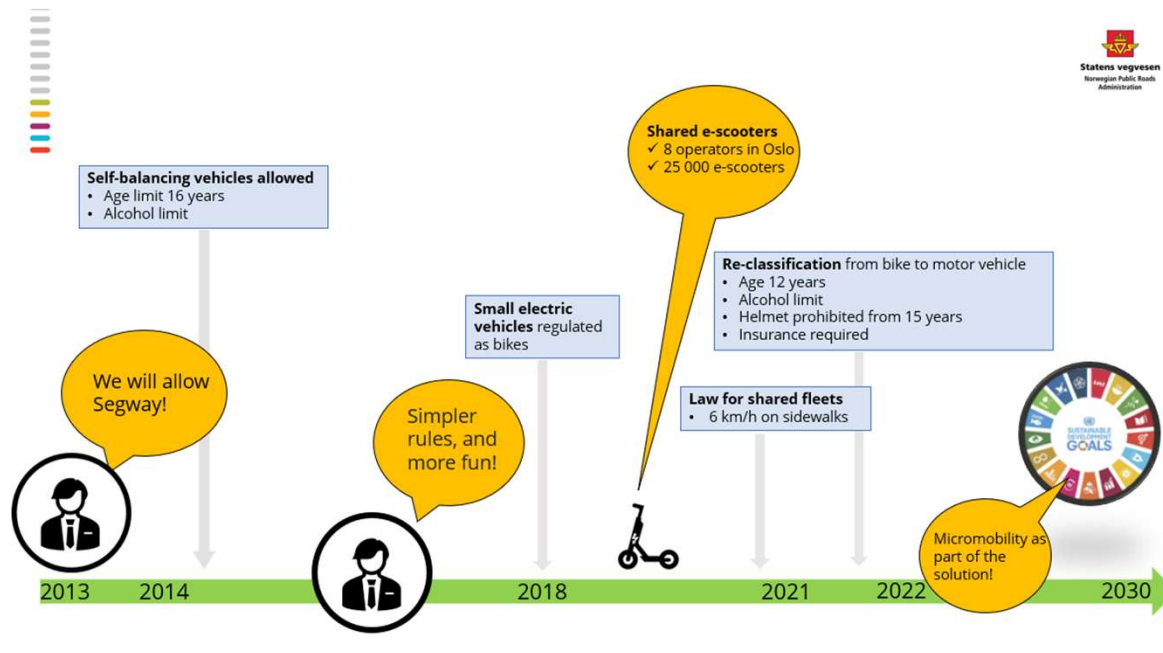 Statens vegvesen
Norwegian Public Roads
Administration
Shared e-scooters
✓ 8 operators in Oslo
✓ 25 000 e-scooters
Self-balancing vehicles allowed
• Age limit 16 years
• Alcohol limit
Re-classification from bike to motor vehicle
• Age 12 years
• Alcohol limit
• Helmet prohibited from 15 years
• Insurance required
Small electric
vehicles regulated
as bikes
We will allow
Segway!
Simpler
rules, and
more fun!
Law for shared fleets
• 6 km/h on sidewalks
SUSTAINABLE
DEVELOPMENT
GOALS
Micromobility as
part of the
solution!
2013 2014 2018 2021 2022 2030